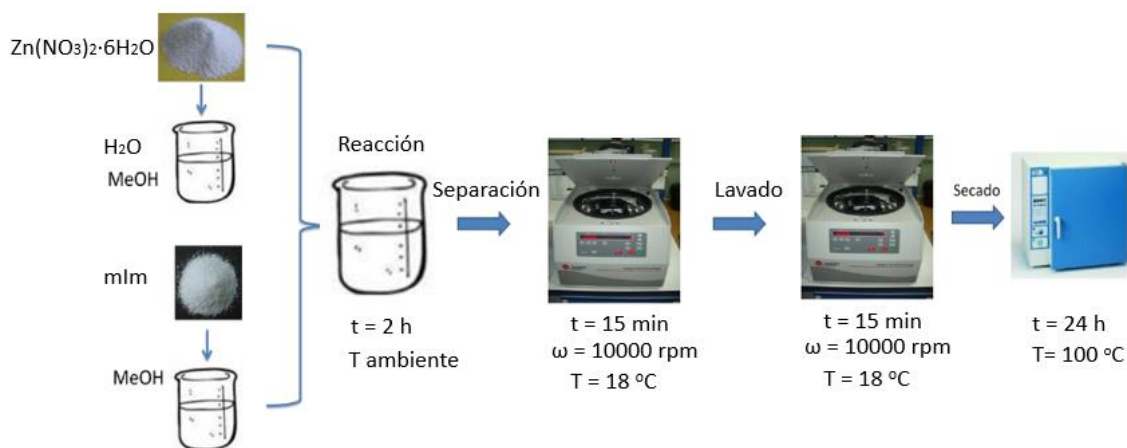 Zn(NO₃)₂·6H₂O
H₂O
MeOH
mIm
MeOH
Reacción
t = 2 h
T ambiente
Separación
t = 15 min
ω = 10000 rpm
T = 18 ºC
Lavado
t = 15 min
ω = 10000 rpm
T = 18 ºC
Secado
t = 24 h
T= 100 ºC